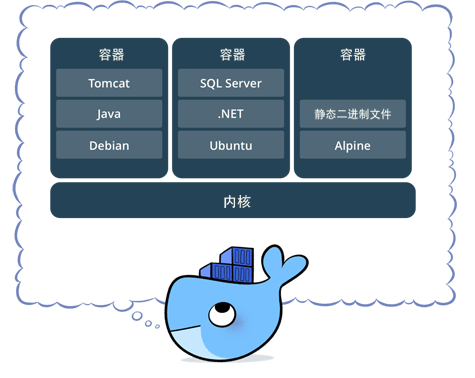 容器
Tomcat
Java
Debian
容器
SQL Server
.NET
Ubuntu
容器
静态二进制文件
Alpine
内核